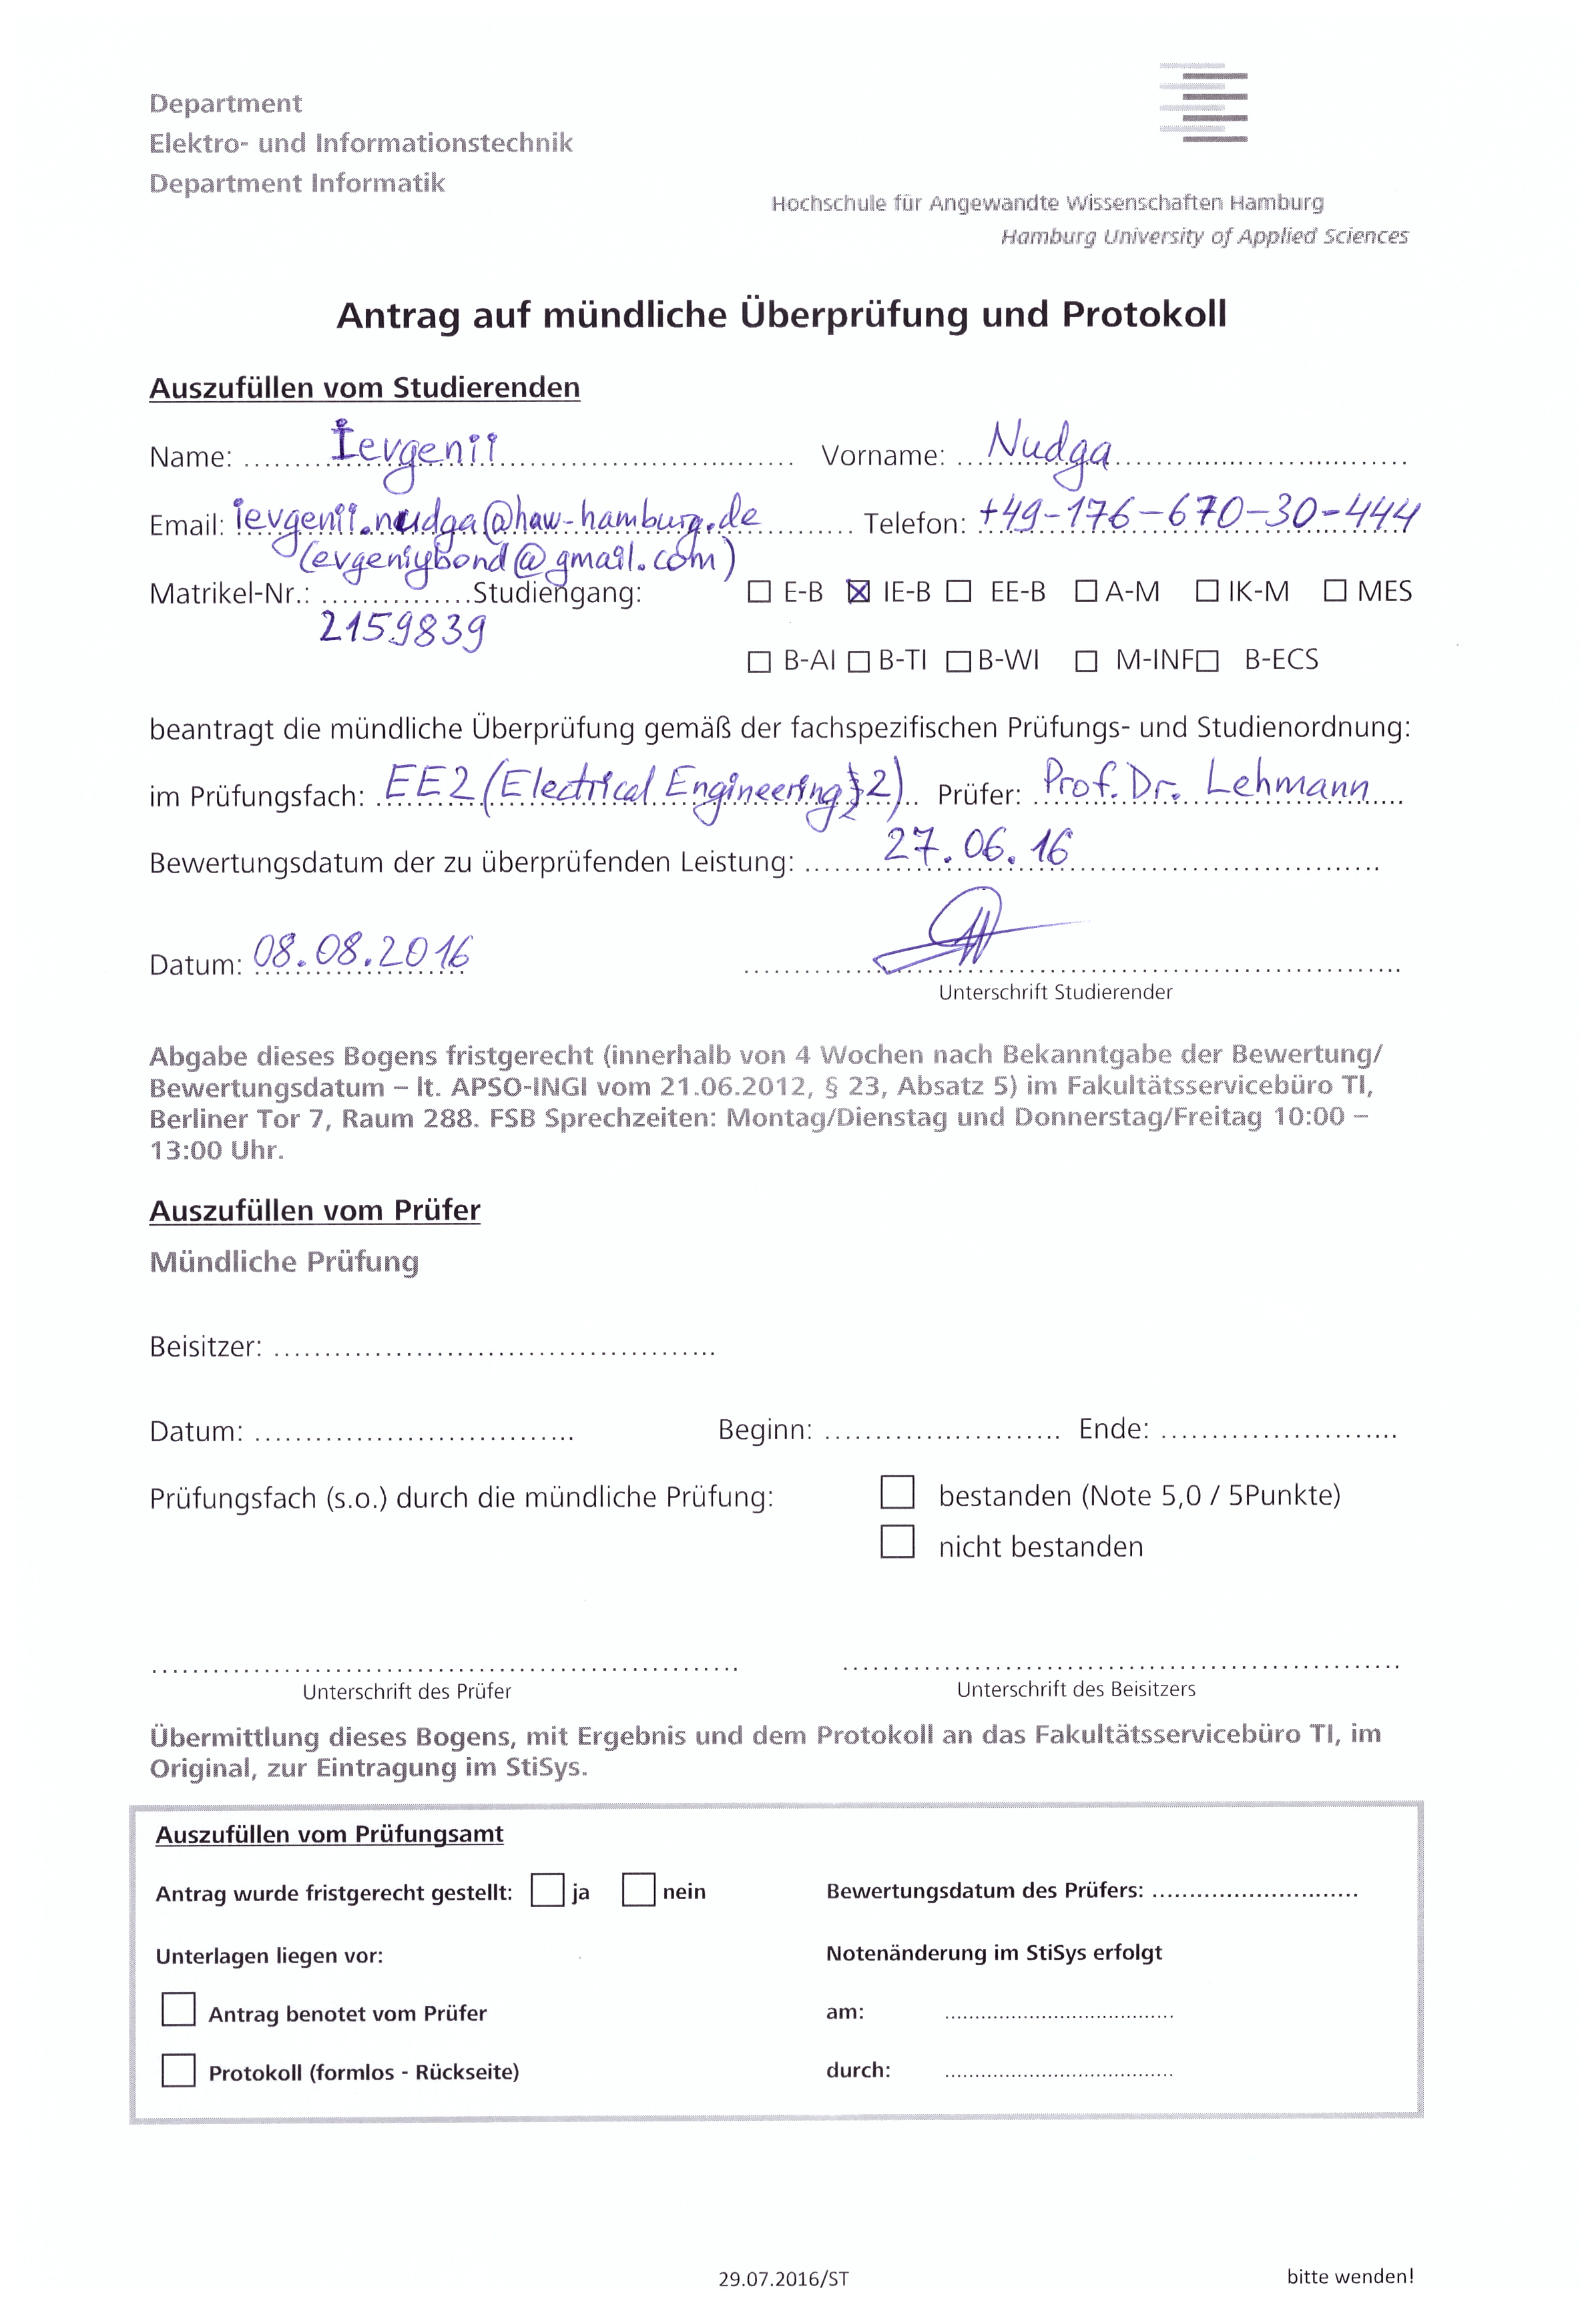 Department
Elektro- und Informationstechnik
Department Informatik
Hochschule für Angewandte Wissenschaften Hamburg
Hamburg University of Applied Sciences
Antrag auf mündliche Überprüfung und Protokoll
Auszufüllen vom Studierenden
Name: Ievgenii Vorname: Nudga
Email: ievgenii.nudga@haw-hamburg.de Telefon: +49-176-670-30-444
(evgeniybond@gmail.com)
Matrikel-Nr.: Studiengang: ☐ E-B ☒ IE-B ☐ EE-B ☐ A-M ☐ IK-M ☐ MES
2159839
☐ B-AI ☐ B-TI ☐ B-WI ☐ M-INF ☐ B-ECS
beantragt die mündliche Überprüfung gemäß der fachspezifischen Prüfungs- und Studienordnung:
im Prüfungsfach: EE2 (Electrical Engineering 2) Prüfer: Prof. Dr. Lehmann
Bewertungsdatum der zu überprüfenden Leistung: 27.06.16
Datum: 08.08.2016
Unterschrift Studierender
Abgabe dieses Bogens fristgerecht (innerhalb von 4 Wochen nach Bekanntgabe der Bewertung/
Bewertungsdatum – lt. APSO-INGI vom 21.06.2012, § 23, Absatz 5) im Fakultätsservicebüro TI,
Berliner Tor 7, Raum 288. FSB Sprechzeiten: Montag/Dienstag und Donnerstag/Freitag 10:00 –
13:00 Uhr.
Auszufüllen vom Prüfer
Mündliche Prüfung
Beisitzer:
Datum: Beginn: Ende:
Prüfungsfach (s.o.) durch die mündliche Prüfung: ☐ bestanden (Note 5,0 / 5Punkte)
☐ nicht bestanden
Unterschrift des Prüfer Unterschrift des Beisitzers
Übermittlung dieses Bogens, mit Ergebnis und dem Protokoll an das Fakultätsservicebüro TI, im
Original, zur Eintragung im StiSys.
Auszufüllen vom Prüfungsamt
Antrag wurde fristgerecht gestellt: ☐ ja ☐ nein Bewertungsdatum des Prüfers:
Unterlagen liegen vor: Notenänderung im StiSys erfolgt
☐ Antrag benotet vom Prüfer am:
☐ Protokoll (formlos - Rückseite) durch:
29.07.2016/ST bitte wenden!